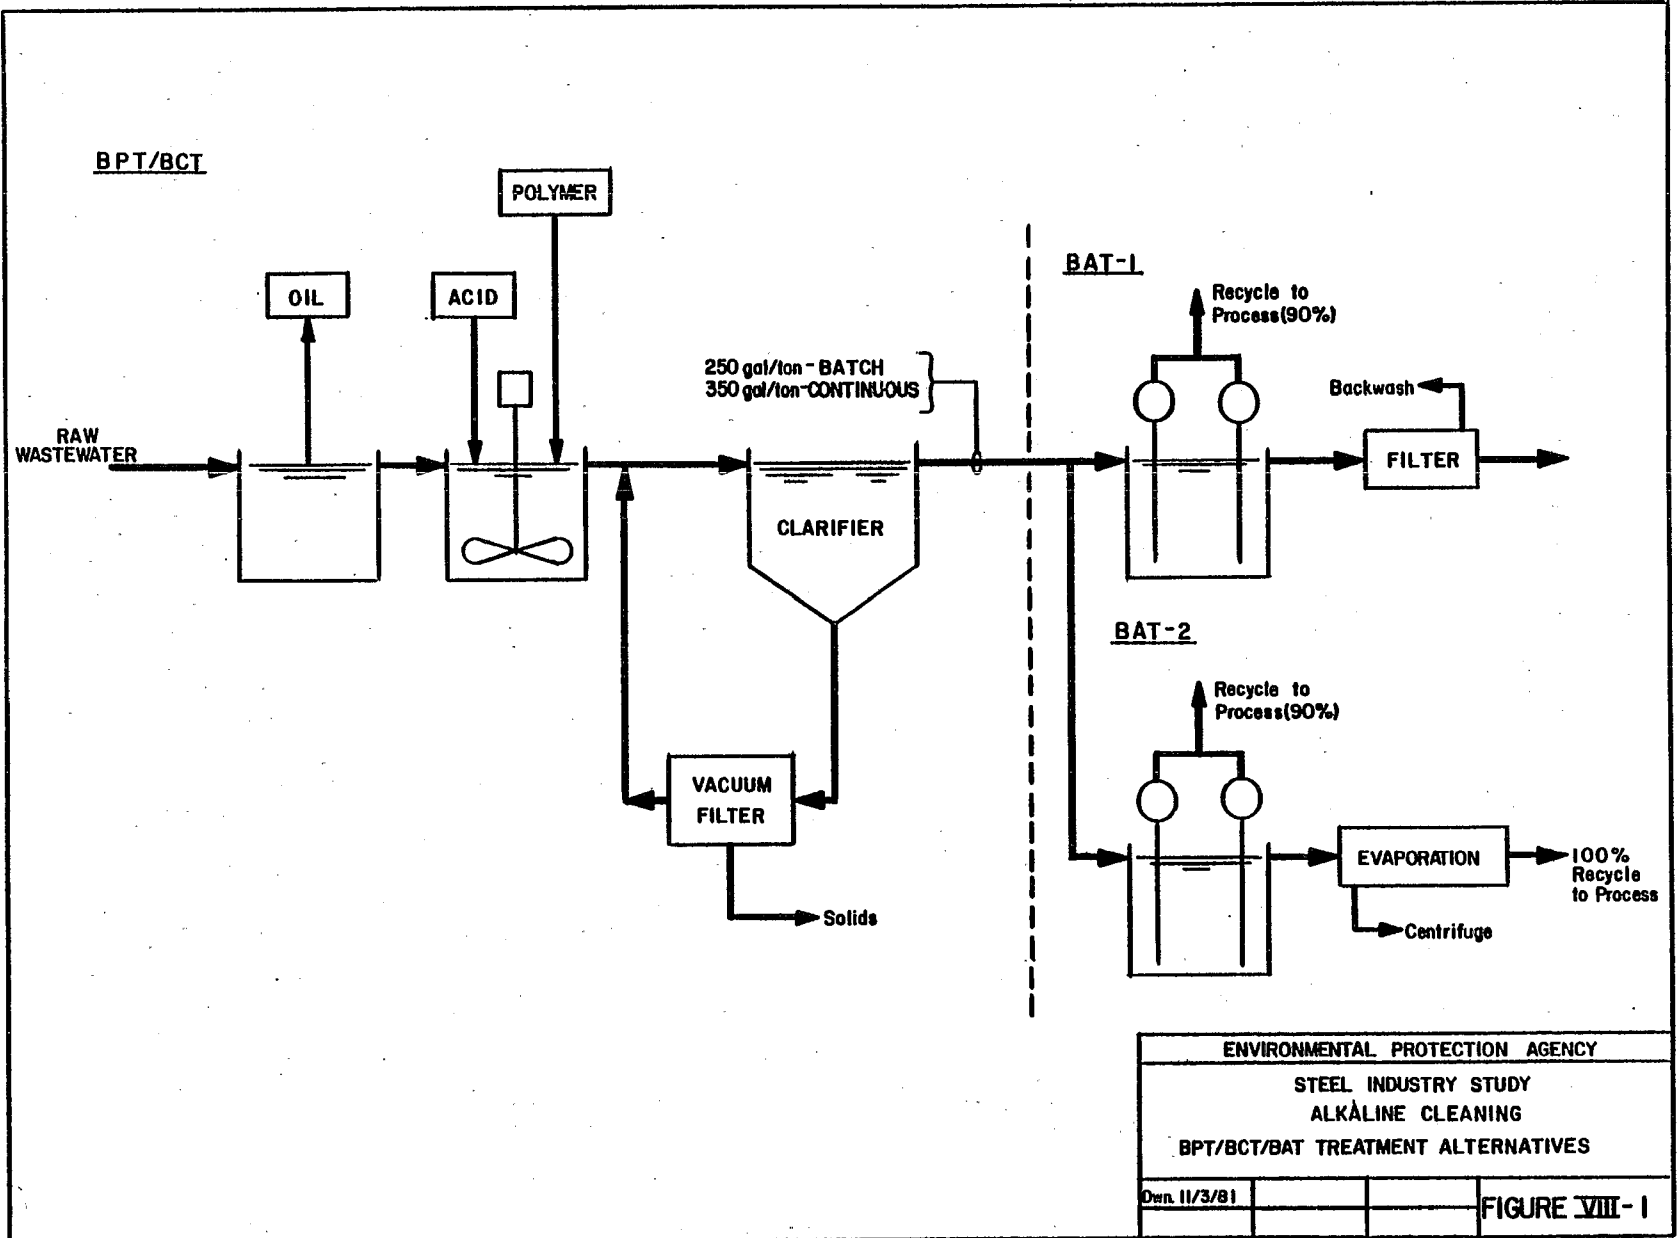 BPT/BCT
POLYMER
OIL
ACID
RAW
WASTEWATER
250 gal/ton - BATCH
350 gal/ton-CONTINUOUS
CLARIFIER
VACUUM
FILTER
Solids
BAT-1
Recycle to
Process(90%)
Backwash
FILTER
BAT-2
Recycle to
Process(90%)
EVAPORATION
100%
Recycle
to Process
Centrifuge
ENVIRONMENTAL PROTECTION AGENCY
STEEL INDUSTRY STUDY
ALKALINE CLEANING
BPT/BCT/BAT TREATMENT ALTERNATIVES
Dwn. 11/3/81
FIGURE VIII-1